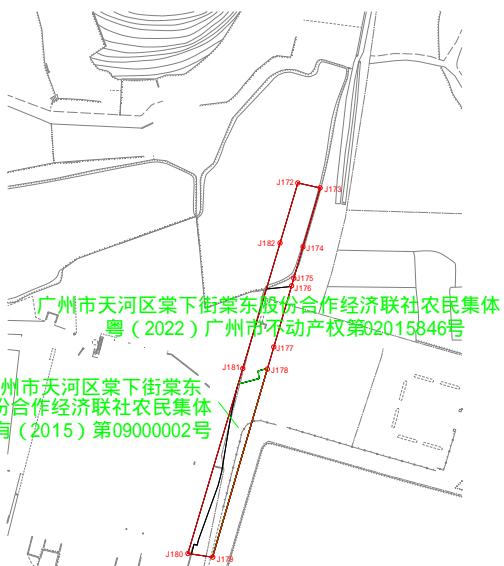 J172
J173
J182
J174
J175
J176
广州市天河区棠下街棠东股份合作经济联社农民集体
粤（2022）广州市不动产权第02015846号
J177
J181
J178
州市天河区棠下街棠东
份合作经济联社农民集体
有（2015）第09000002号
J180
J179